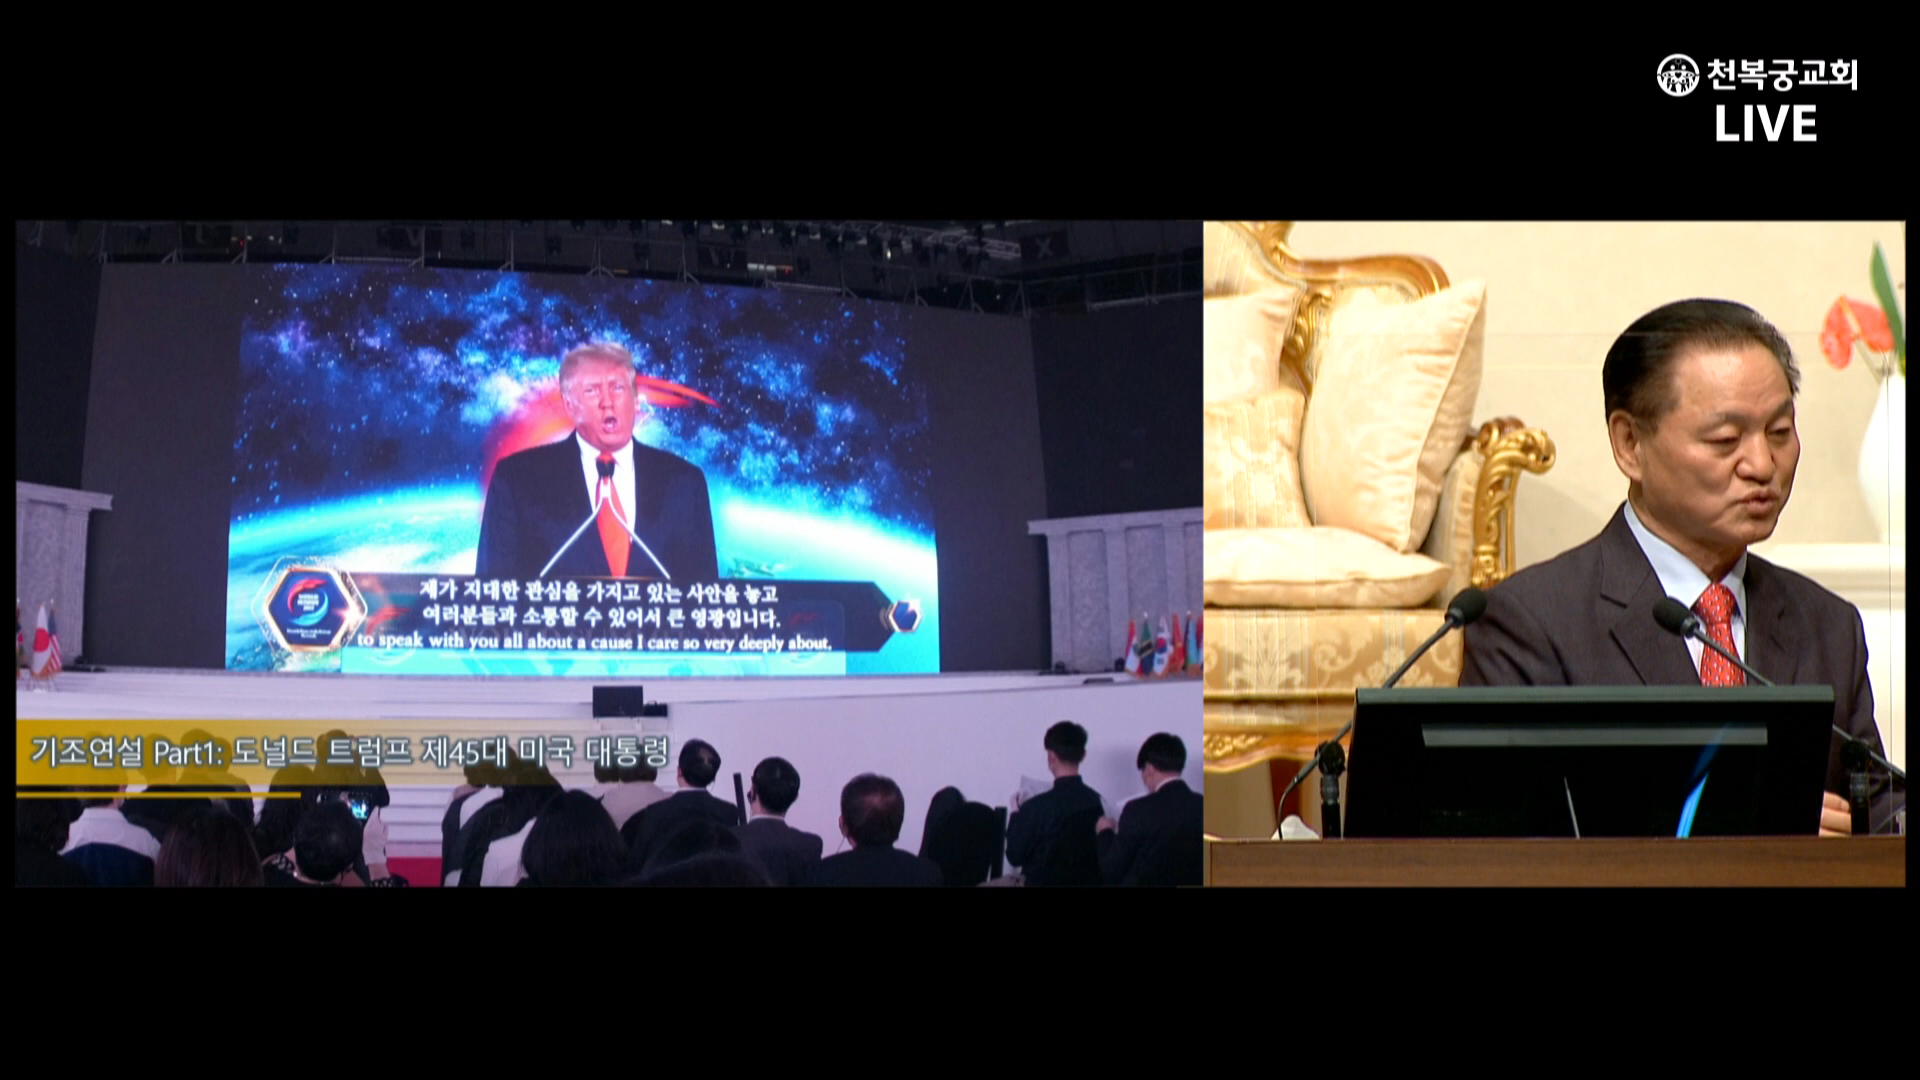 천복궁교회
LIVE
제가 지대한 관심을 가지고 있는 사안을 놓고
여러분들과 소통할 수 있어서 큰 영광입니다.
to speak with you all about a cause I care so very deeply about,
기조연설 Part1: 도널드 트럼프 제45대 미국 대통령